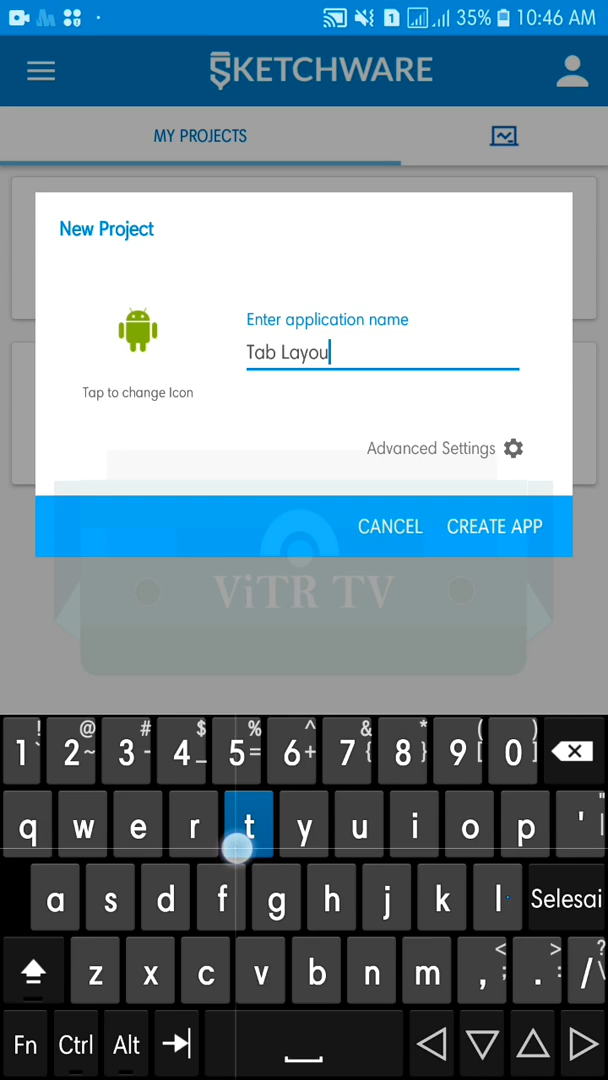 1 35% 10:46 AM
SKETCHWARE
MY PROJECTS
New Project
Enter application name
Tab Layou
Tap to change Icon
Advanced Settings
CANCEL CREATE APP
ViTR TV
! @ # $ % ^ & * ( )
1 ` 2 ~ 3 - 4 _ 5 = 6 + 7 { 8 } 9 [ 0 ]
q w e r t y u i o p ' "
a s d f g h j k l Selesai
z x c v b n m , < ; . > : / ?
Fn Ctrl Alt